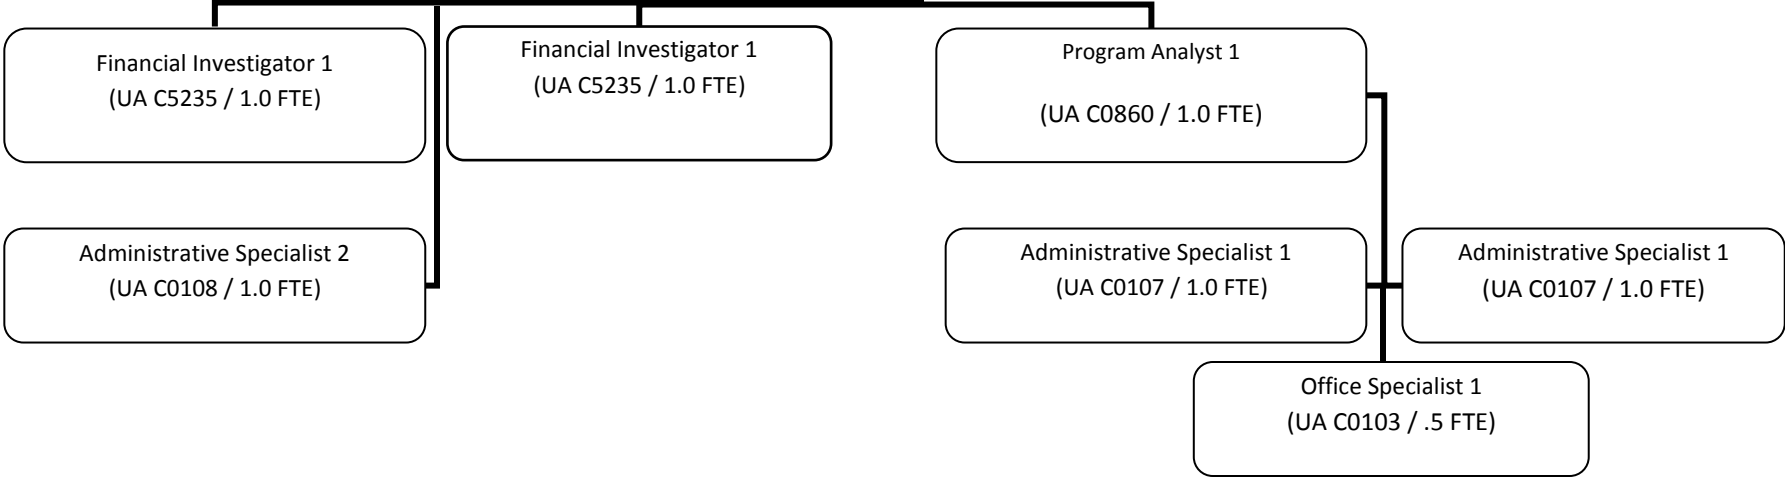 Financial Investigator 1
(UA C5235 / 1.0 FTE)
Financial Investigator 1
(UA C5235 / 1.0 FTE)
Program Analyst 1
(UA C0860 / 1.0 FTE)
Administrative Specialist 2
(UA C0108 / 1.0 FTE)
Administrative Specialist 1
(UA C0107 / 1.0 FTE)
Administrative Specialist 1
(UA C0107 / 1.0 FTE)
Office Specialist 1
(UA C0103 / .5 FTE)